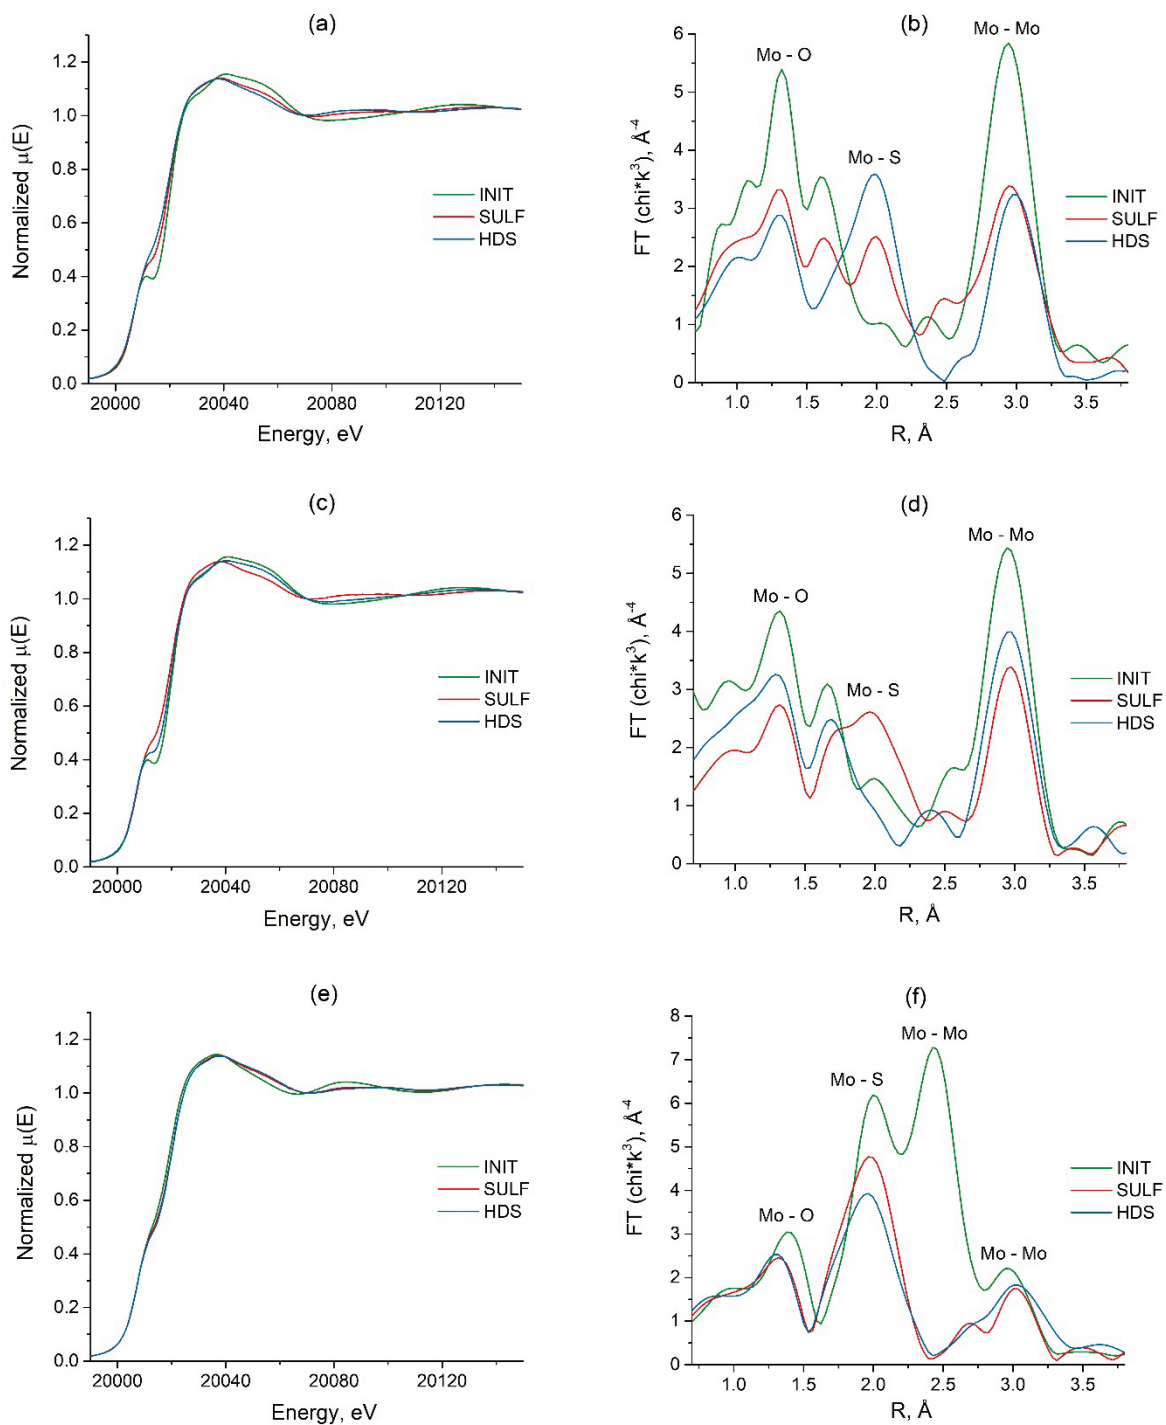 (a)
1.2
1.0
0.8
0.6
0.4
0.2
0.0
Normalized μ(E)
INIT
SULF
HDS
20000 20040 20080 20120
Energy, eV
(b)
6
5
4
3
2
1
0
FT (chi*k³), Å⁻⁴
Mo - O
Mo - S
Mo - Mo
INIT
SULF
HDS
1.0 1.5 2.0 2.5 3.0 3.5
R, Å
(c)
1.2
1.0
0.8
0.6
0.4
0.2
0.0
Normalized μ(E)
INIT
SULF
HDS
20000 20040 20080 20120
Energy, eV
(d)
6
5
4
3
2
1
0
FT (chi*k³), Å⁻⁴
Mo - O
Mo - S
Mo - Mo
INIT
SULF
HDS
1.0 1.5 2.0 2.5 3.0 3.5
R, Å
(e)
1.2
1.0
0.8
0.6
0.4
0.2
0.0
Normalized μ(E)
INIT
SULF
HDS
20000 20040 20080 20120
Energy, eV
(f)
8
7
6
5
4
3
2
1
0
FT (chi*k³), Å⁻⁴
Mo - O
Mo - S
Mo - Mo
Mo - Mo
INIT
SULF
HDS
1.0 1.5 2.0 2.5 3.0 3.5
R, Å